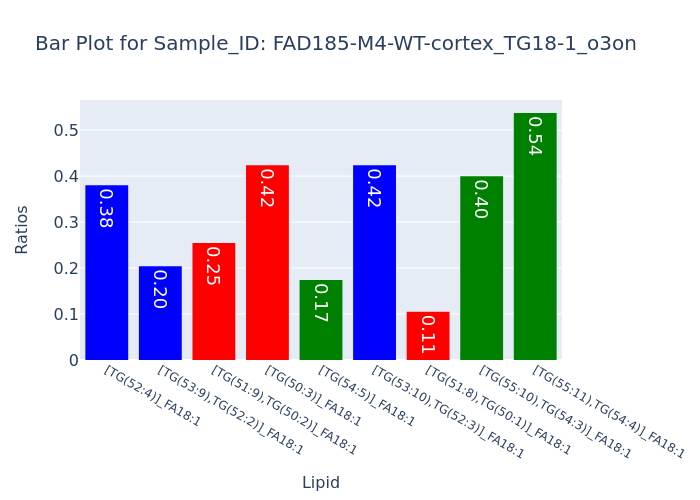 Bar Plot for Sample_ID: FAD185-M4-WT-cortex_TG18-1_o3on
Ratios
0.5
0.4
0.3
0.2
0.1
0
0.38
0.20
0.25
0.42
0.17
0.42
0.11
0.40
0.54
[TG(52:4)]_FA18:1
[TG(53:9),TG(52:2)]_FA18:1
[TG(51:9),TG(50:2)]_FA18:1
[TG(50:3)]_FA18:1
[TG(54:5)]_FA18:1
[TG(53:10),TG(52:3)]_FA18:1
[TG(51:8),TG(50:1)]_FA18:1
[TG(55:10),TG(54:3)]_FA18:1
[TG(55:11),TG(54:4)]_FA18:1
Lipid